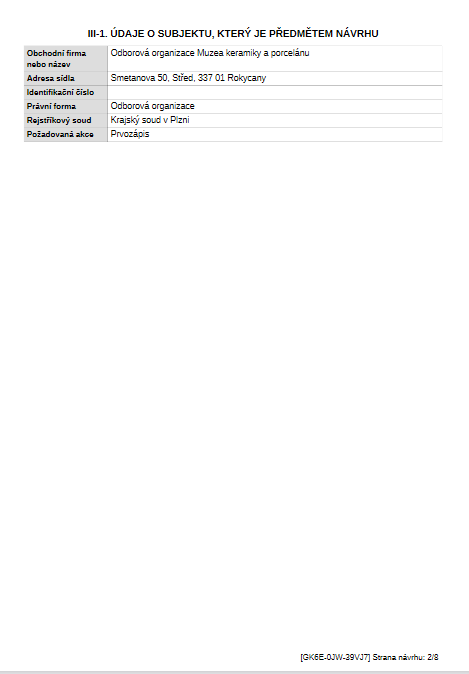 III-1. ÚDAJE O SUBJEKTU, KTERÝ JE PŘEDMĚTEM NÁVRHU
Obchodní firma
nebo název
Odborová organizace Muzea keramiky a porcelánu
Adresa sídla
Smetanova 50, Střed, 337 01 Rokycany
Identifikační číslo
Právní forma
Odborová organizace
Rejstříkový soud
Krajský soud v Plzni
Požadovaná akce
Prvozápis
[GK6E-0JW-39VJ7] Strana návrhu: 2/8